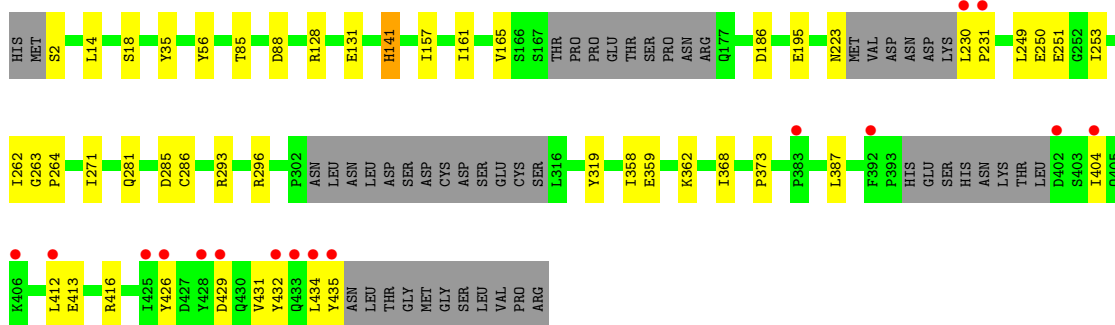 HIS MET S2 L14 S18 Y35 Y56 T85 D88 R128 E131 H141 I157 I161 V165 S166 S167 THR PRO PRO GLU THR SER PRO ASN ARG Q177 D186 E195 N223 MET VAL ASP ASN ASP LYS L230 P231 L249 E250 E251 G252 I253
I262 G263 P264 I271 Q281 D285 C286 R293 R296 P302 ASN LEU ASN LEU ASP SER ASP CYS ASP SER GLU CYS SER L316 Y319 I358 E359 K362 I368 P373 P383 L387 F392 P393 HIS GLU SER HIS ASN LYS THR LEU D402 S403 I404
K406 L412 E413 R416 I425 Y426 D427 Y428 D429 Q430 V431 Y432 Q433 L434 Y435 ASN LEU THR GLY MET GLY SER LEU VAL PRO ARG